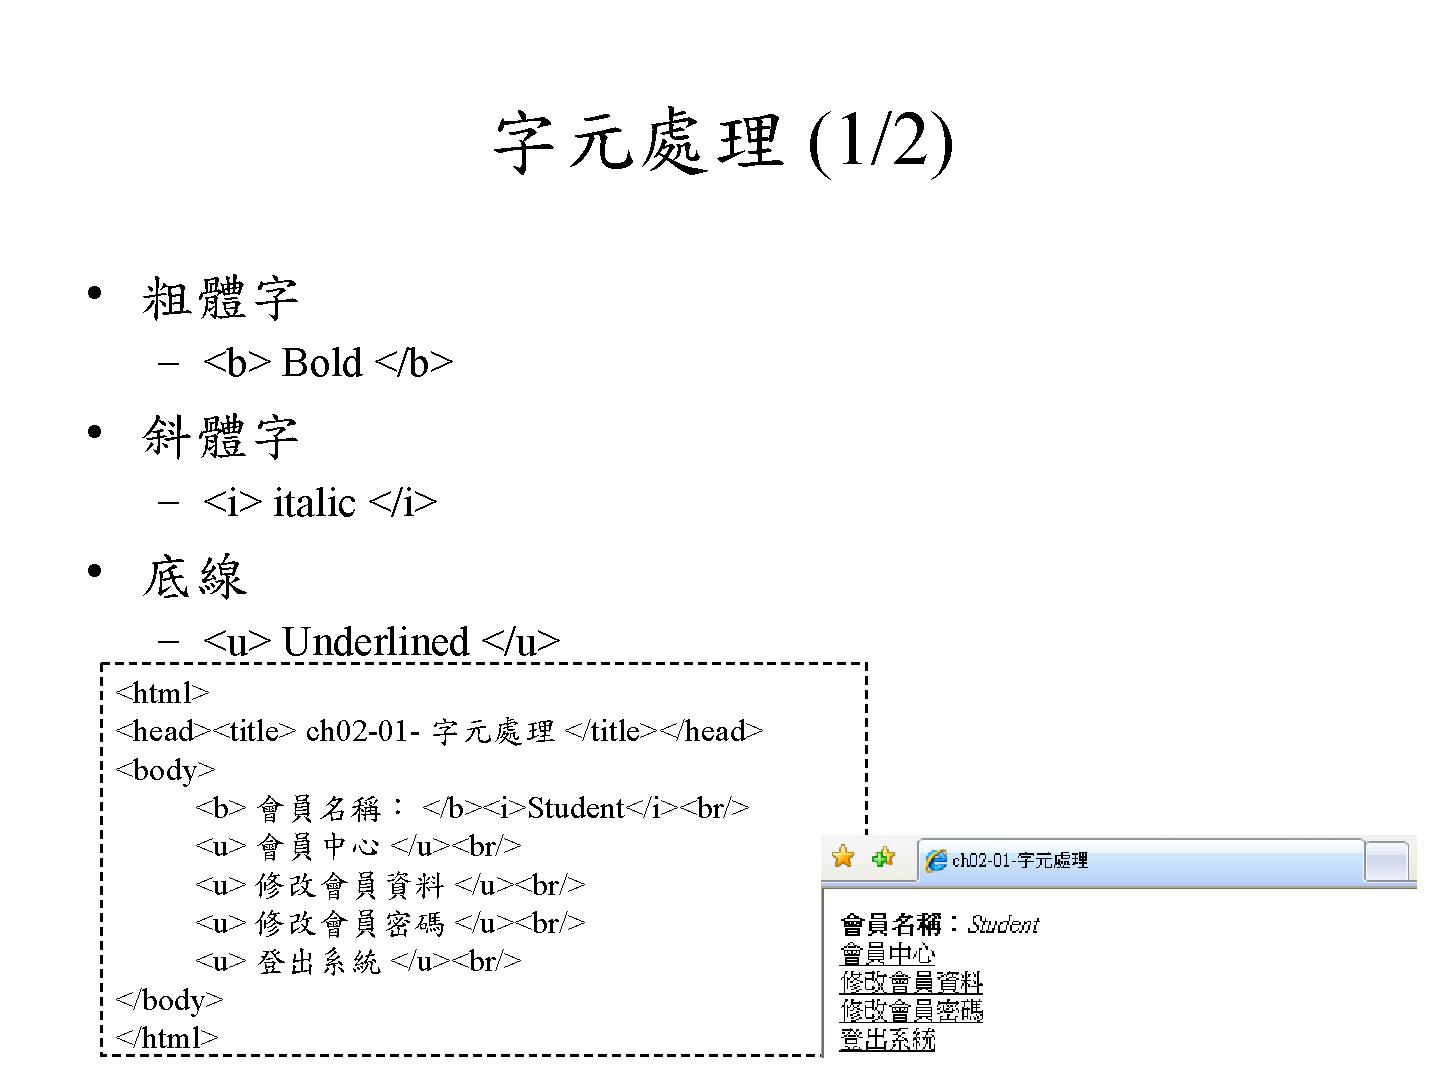 字元處理 (1/2)
• 粗體字
– <b> Bold </b>
• 斜體字
– <i> italic </i>
• 底線
– <u> Underlined </u>
<html>
<head><title> ch02-01- 字元處理 </title></head>
<body>
<b> 會員名稱： </b><i>Student</i><br/>
<u> 會員中心 </u><br/>
<u> 修改會員資料 </u><br/>
<u> 修改會員密碼 </u><br/>
<u> 登出系統 </u><br/>
</body>
</html>
ch02-01-字元處理
會員名稱：Student
會員中心
修改會員資料
修改會員密碼
登出系統